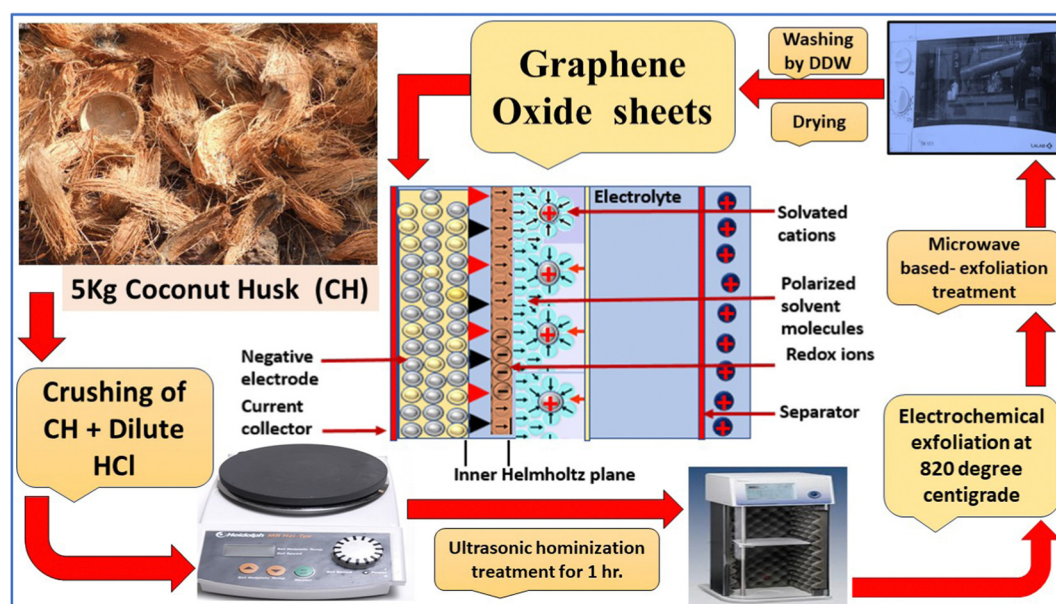 5Kg Coconut Husk (CH)
Crushing of
CH + Dilute
HCl
Heidolph
Ultrasonic hominization
treatment for 1 hr.
Electrochemical
exfoliation at
820 degree
centigrade
Microwave
based- exfoliation
treatment
Washing
by DDW
Drying
Graphene
Oxide sheets
Electrolyte
Solvated
cations
Polarized
solvent
molecules
Redox ions
Separator
Negative
electrode
Current
collector
Inner Helmholtz plane